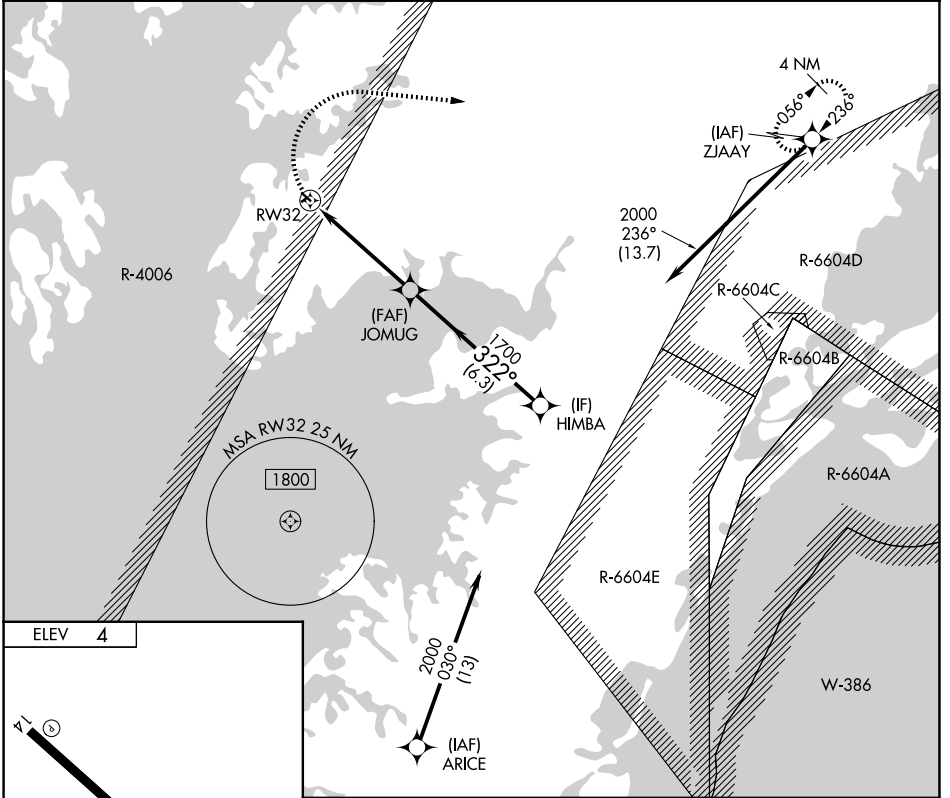 4 NM
056°
236°
(IAF)
ZJAAY
RW32
2000
236°
(13.7)
R-4006
R-6604D
R-6604C
(FAF)
JOMUG
R-6604B
1700
322°
(6.3)
(IF)
HIMBA
MSA RW32 25 NM
1800
R-6604A
R-6604E
2000
030°
(13)
ELEV 4
W-386
14
P
(IAF)
ARICE